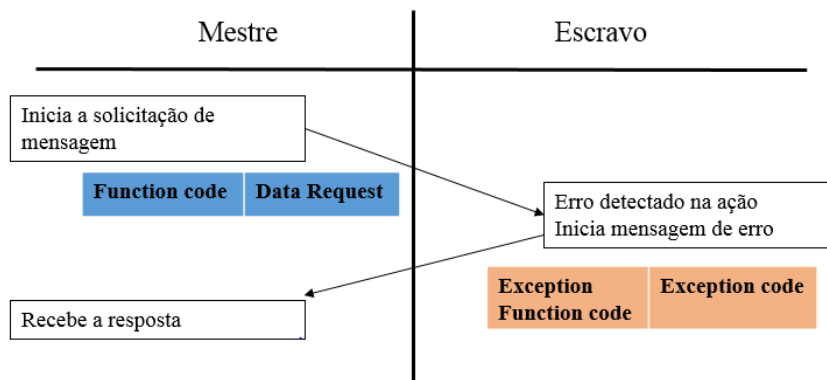 Mestre
Escravo
Inicia a solicitação de
mensagem
Function code
Data Request
Erro detectado na ação
Inicia mensagem de erro
Exception
Function code
Exception code
Recebe a resposta